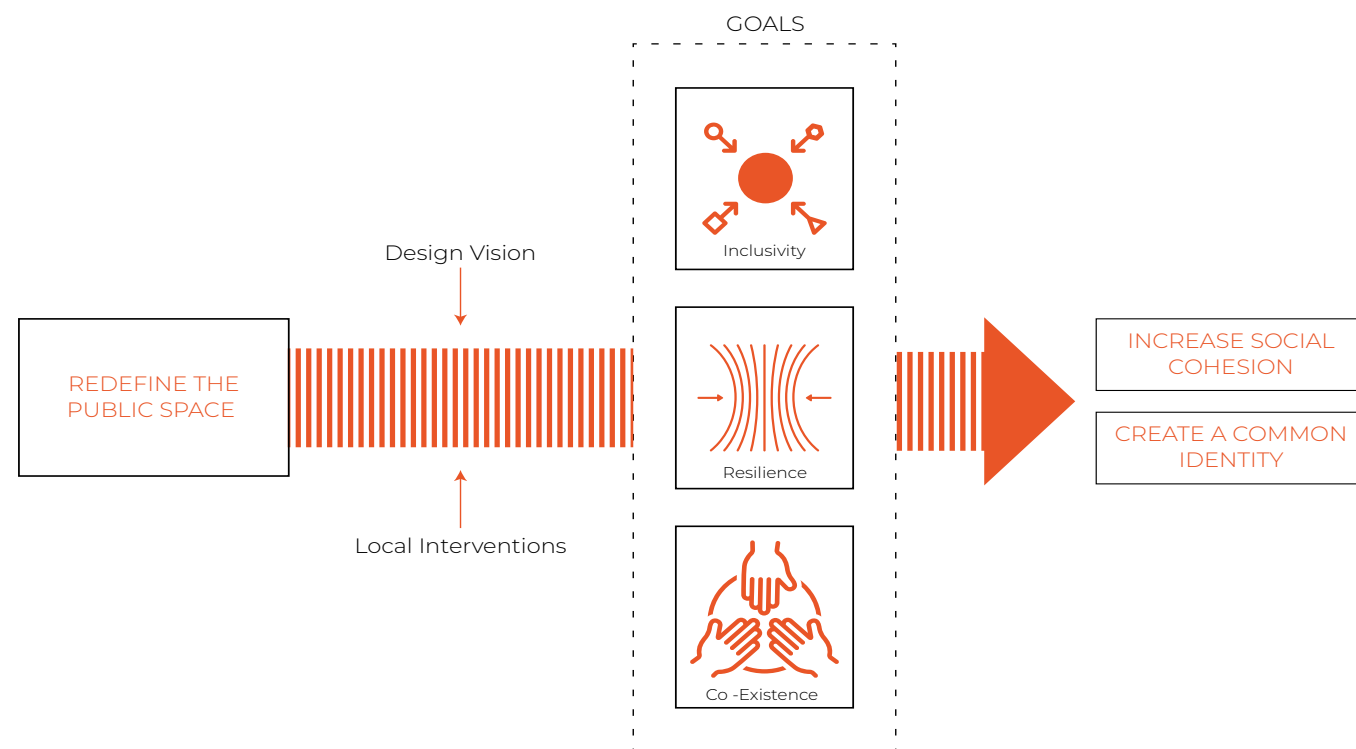 GOALS
Inclusivity
Design Vision
REDEFINE THE
PUBLIC SPACE
Resilience
Local Interventions
Co -Existence
INCREASE SOCIAL
COHESION
CREATE A COMMON
IDENTITY